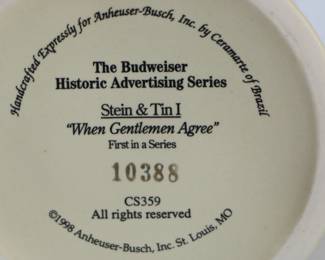 Handcrafted Expressly for Anheuser-Busch, Inc. by Ceramarte of Brazil
The Budweiser
Historic Advertising Series
Stein & Tin I
"When Gentlemen Agree"
First in a Series
10388
CS359
All rights reserved
©1998 Anheuser-Busch, Inc. St. Louis, MO